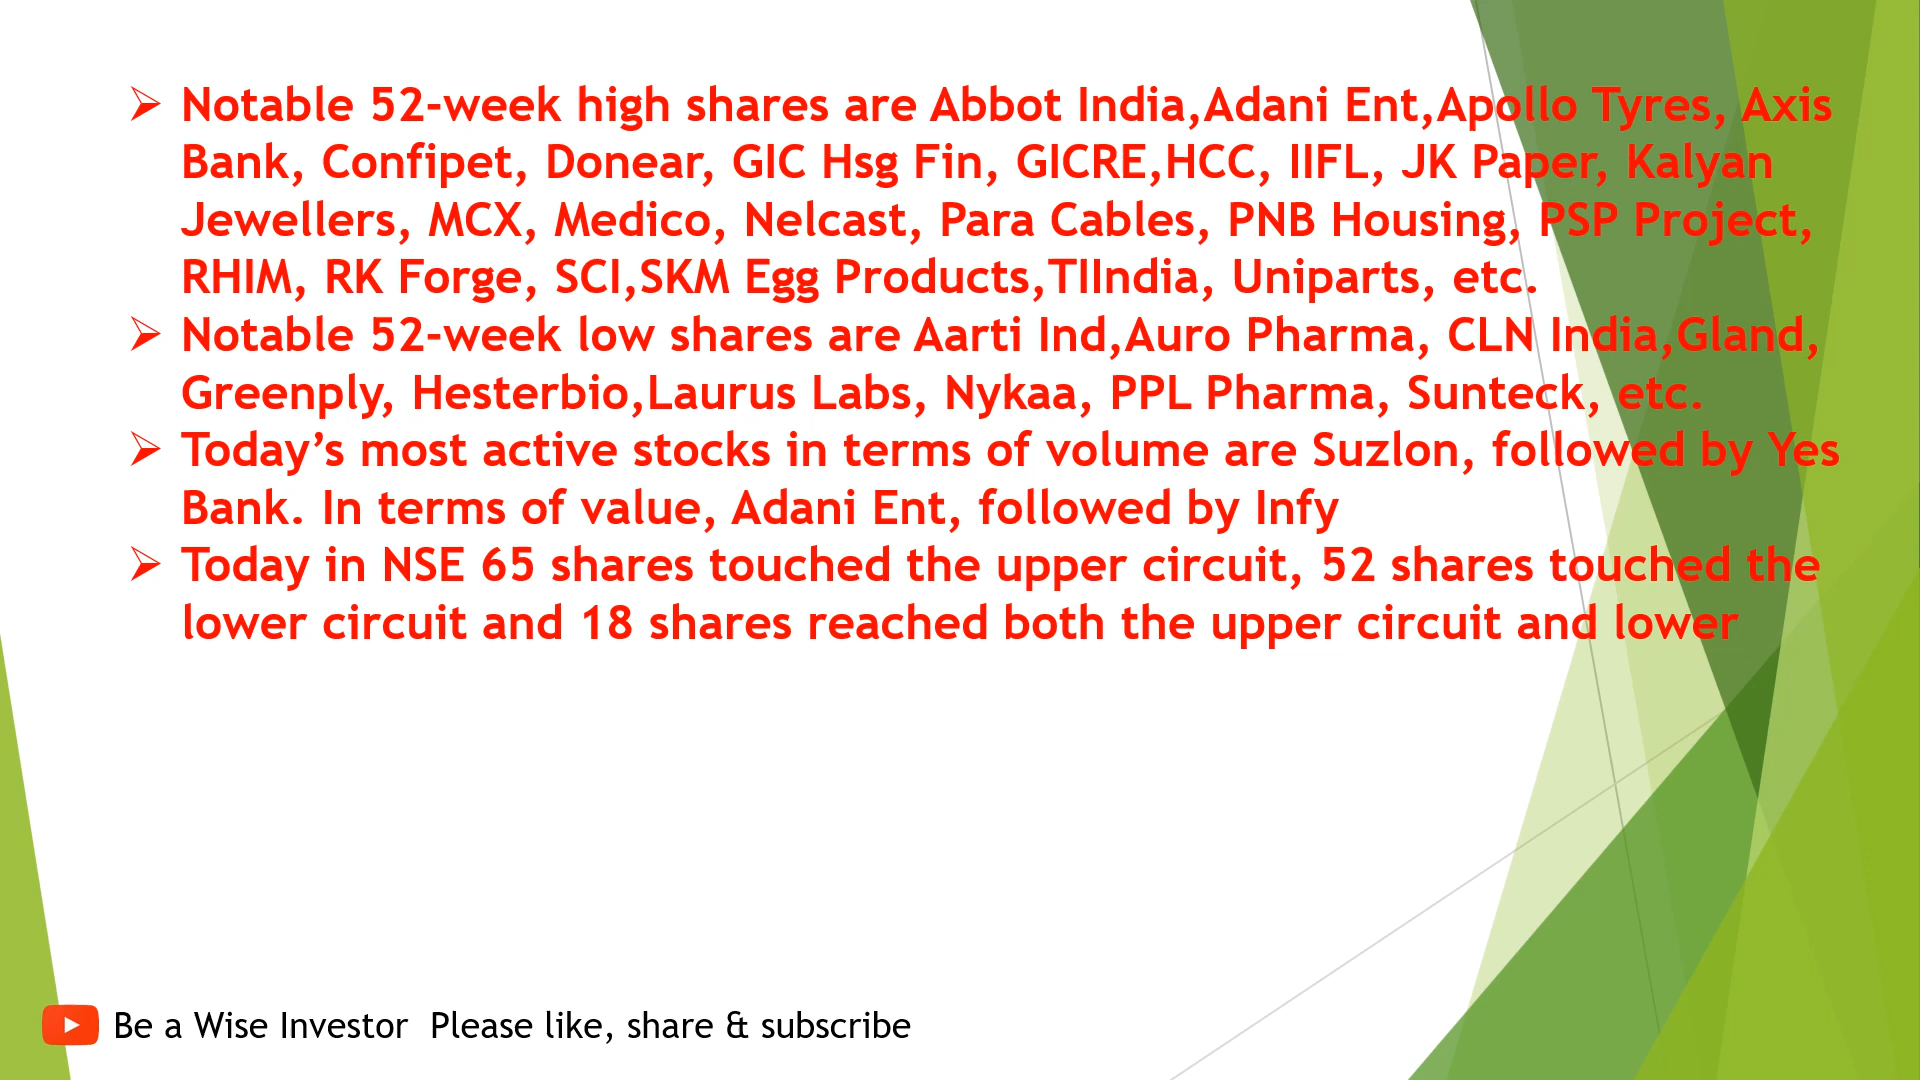 ➢ Notable 52-week high shares are Abbot India,Adani Ent,Apollo Tyres, Axis
Bank, Confipet, Donear, GIC Hsg Fin, GICRE,HCC, IIFL, JK Paper, Kalyan
Jewellers, MCX, Medico, Nelcast, Para Cables, PNB Housing, PSP Project,
RHIM, RK Forge, SCI,SKM Egg Products,TIIndia, Uniparts, etc.
➢ Notable 52-week low shares are Aarti Ind,Auro Pharma, CLN India,Gland,
Greenply, Hesterbio,Laurus Labs, Nykaa, PPL Pharma, Sunteck, etc.
➢ Today’s most active stocks in terms of volume are Suzlon, followed by Yes
Bank. In terms of value, Adani Ent, followed by Infy
➢ Today in NSE 65 shares touched the upper circuit, 52 shares touched the
lower circuit and 18 shares reached both the upper circuit and lower
Be a Wise Investor  Please like, share & subscribe